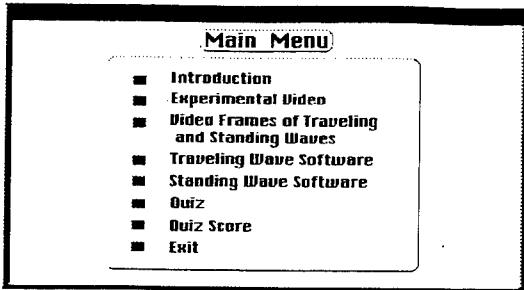 Main Menu
Introduction
Experimental Video
Video Frames of Traveling
and Standing Waves
Traveling Wave Software
Standing Wave Software
Quiz
Quiz Score
Exit